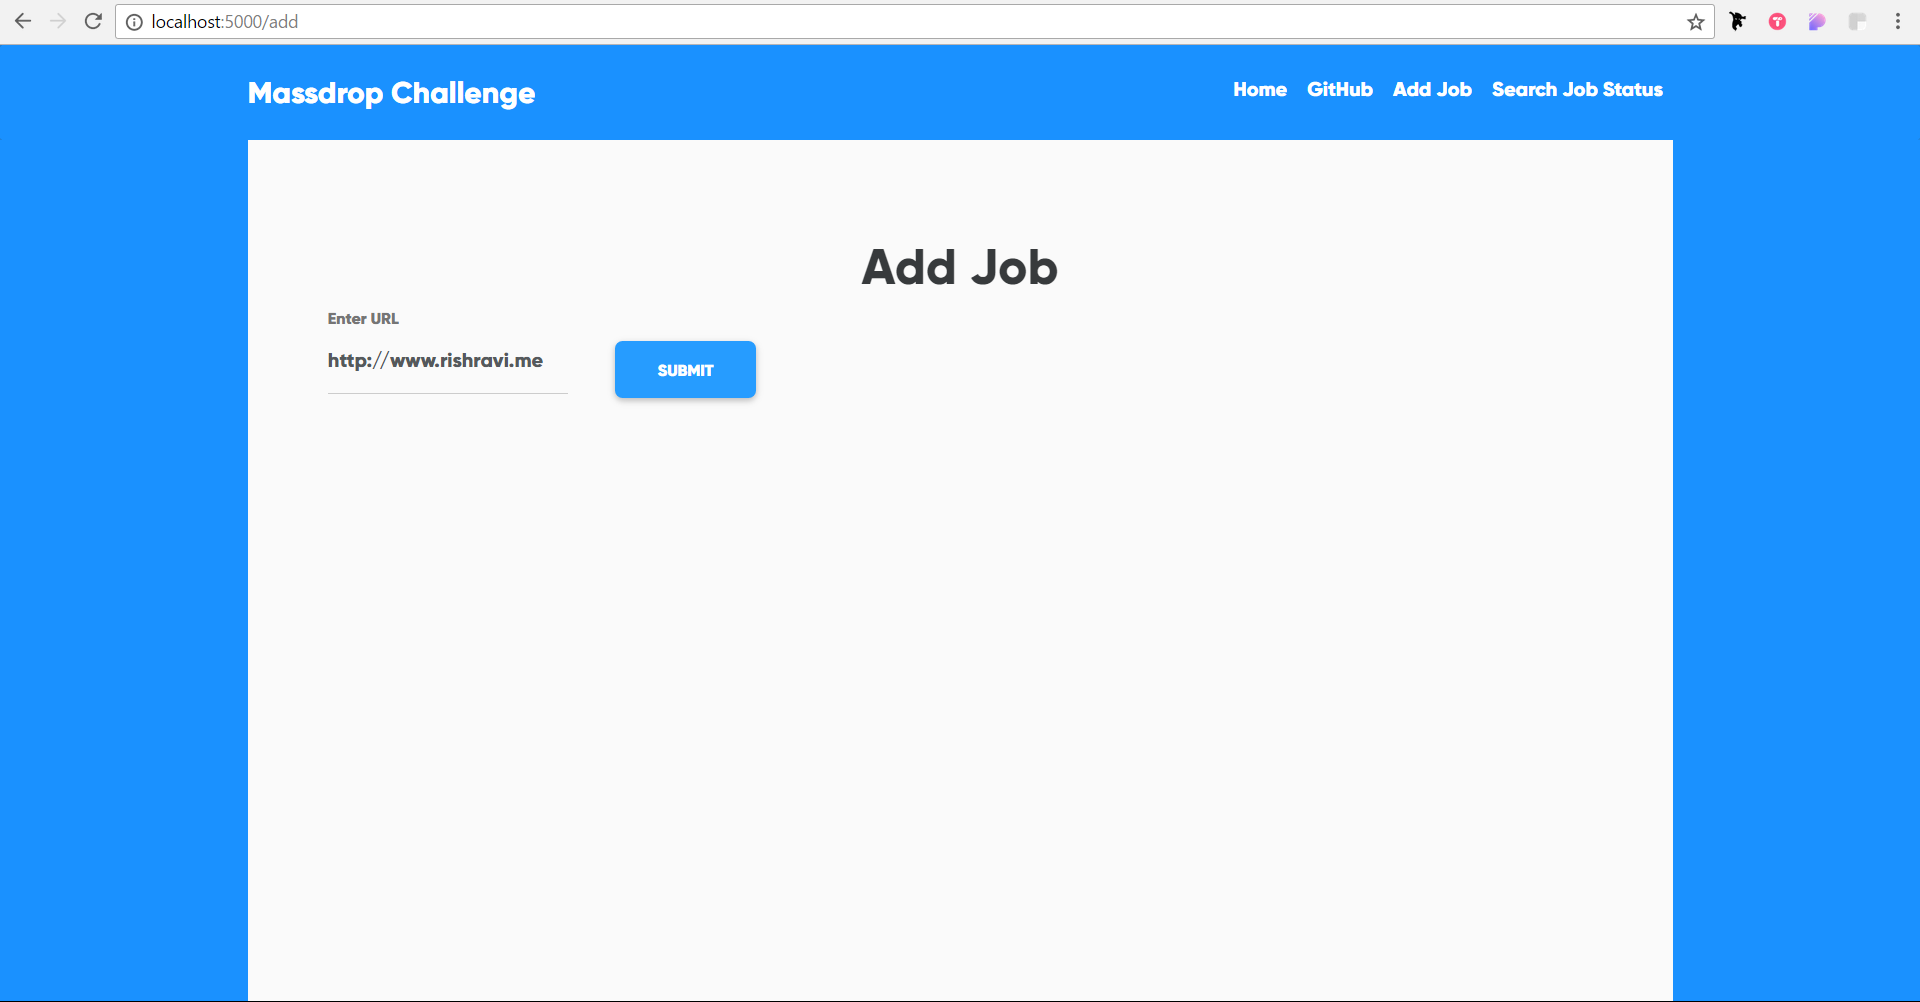 localhost:5000/add
Massdrop Challenge
Home GitHub Add Job Search Job Status
Add Job
Enter URL
http://www.rishravi.me
SUBMIT